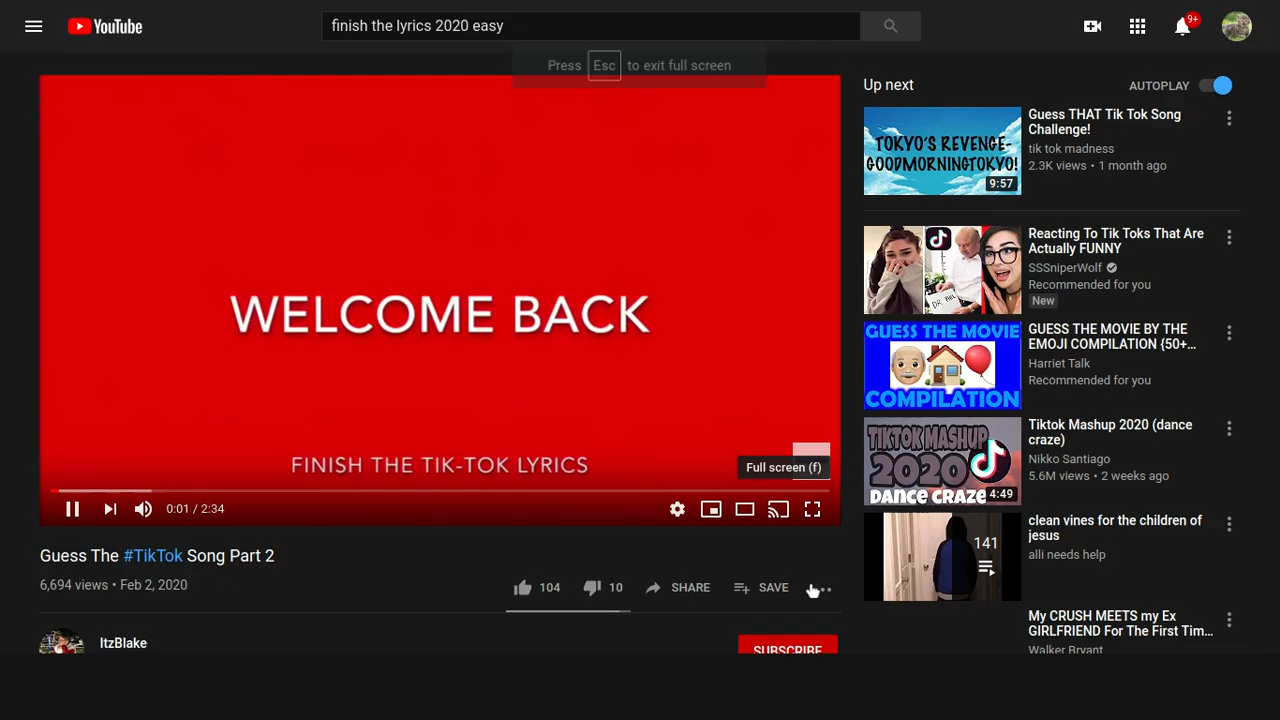 YouTube
finish the lyrics 2020 easy
9+
Press Esc to exit full screen
WELCOME BACK
FINISH THE TIK-TOK LYRICS
Full screen (f)
0:01 / 2:34
Guess The #TikTok Song Part 2
6,694 views • Feb 2, 2020
104
10
SHARE
SAVE
ItzBlake
SUBSCRIBE
Up next
AUTOPLAY
TOKYO'S REVENGE-
GOODMORNINGTOKYO!
9:57
Guess THAT Tik Tok Song
Challenge!
tik tok madness
2.3K views • 1 month ago
DR PHIL
Reacting To Tik Toks That Are
Actually FUNNY
SSSniperWolf
Recommended for you
New
GUESS THE MOVIE
COMPILATION
GUESS THE MOVIE BY THE
EMOJI COMPILATION {50+...
Harriet Talk
Recommended for you
TIKTOK MASHUP
2020
DANCE CRAZE
4:49
Tiktok Mashup 2020 (dance
craze)
Nikko Santiago
5.6M views • 2 weeks ago
141
clean vines for the children of
jesus
alli needs help
My CRUSH MEETS my Ex
GIRLFRIEND For The First Tim...
Walker Bryant